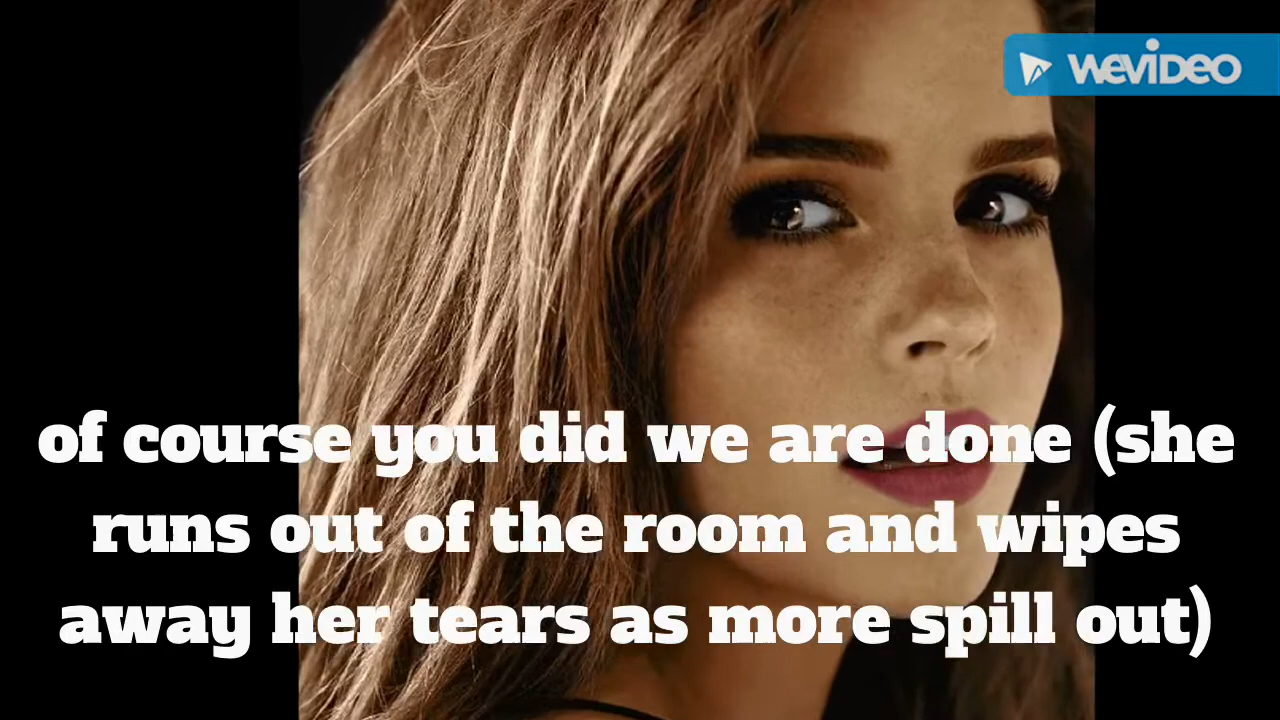 WEVIDEO
of course you did we are done (she
runs out of the room and wipes
away her tears as more spill out)